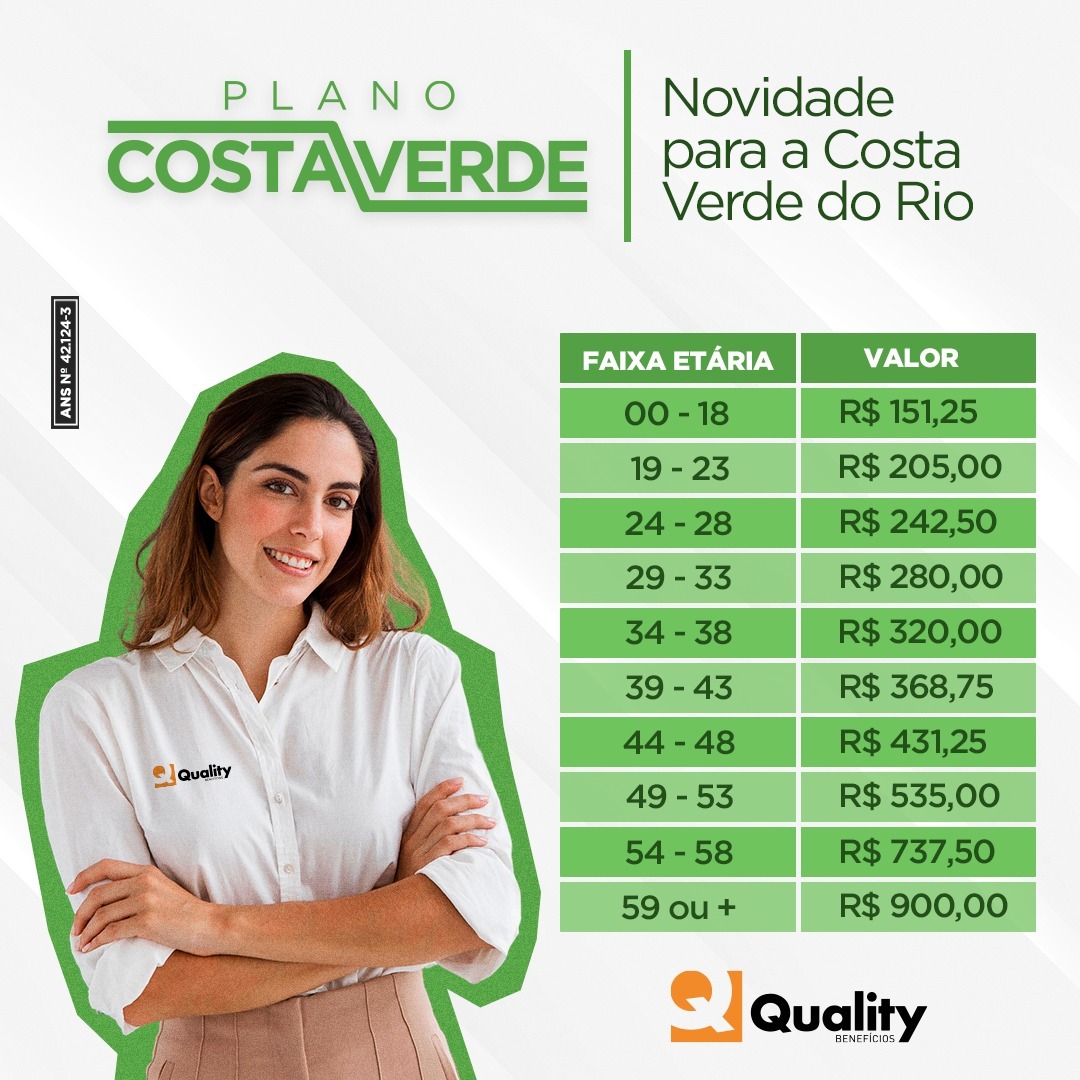 PLANO
COSTAVERDE
Novidade
para a Costa
Verde do Rio
ANS Nº 42.124-3
FAIXA ETÁRIA VALOR
00 - 18 R$ 151,25
19 - 23 R$ 205,00
24 - 28 R$ 242,50
29 - 33 R$ 280,00
34 - 38 R$ 320,00
39 - 43 R$ 368,75
44 - 48 R$ 431,25
49 - 53 R$ 535,00
54 - 58 R$ 737,50
59 ou + R$ 900,00
Quality
BENEFÍCIOS
Quality
BENEFÍCIOS